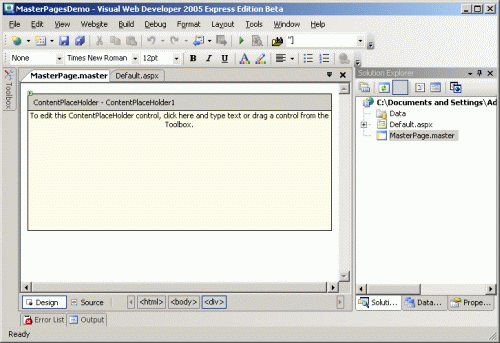 MasterPagesDemo - Visual Web Developer 2005 Express Edition Beta
File Edit View Website Build Debug Format Layout Tools Window Help
None Times New Roman 12pt B I U A
Toolbox
MasterPage.master Default.aspx
ContentPlaceHolder - ContentPlaceHolder1
To edit this ContentPlaceHolder control, click here and type text or drag a control from the
Toolbox.
Solution Explorer
C:\Documents and Settings\Ad
Data
Default.aspx
MasterPage.master
Design Source <html> <body> <div>
Soluti... Data... Prope...
Error List Output
Ready